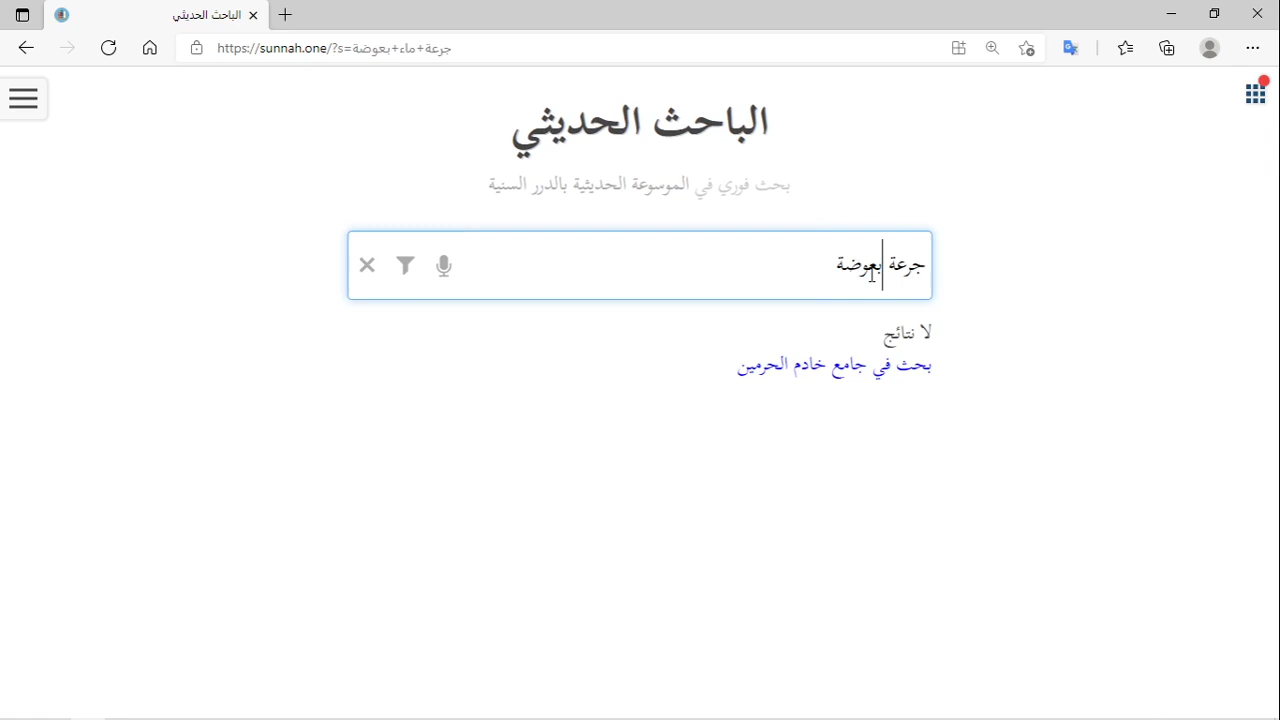 الباحث الحديثي
https://sunnah.one/?s=جرعة+ماء+بعوضة
الباحث الحديثي
بحث فوري في الموسوعة الحديثية بالدرر السنية
جرعة بعوضة
لا نتائج
بحث في جامع خادم الحرمين